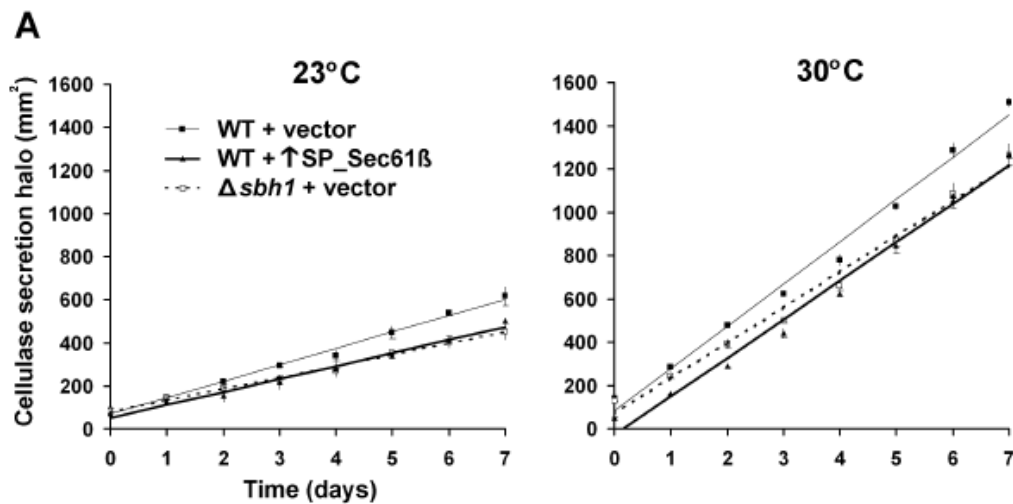 A
23°C
30°C
Cellulase secretion halo (mm²)
1600
1400
1200
1000
800
600
400
200
0
WT + vector
WT + ↑SP_Sec61ß
Δsbh1 + vector
0 1 2 3 4 5 6 7
Time (days)
1600
1400
1200
1000
800
600
400
200
0
0 1 2 3 4 5 6 7